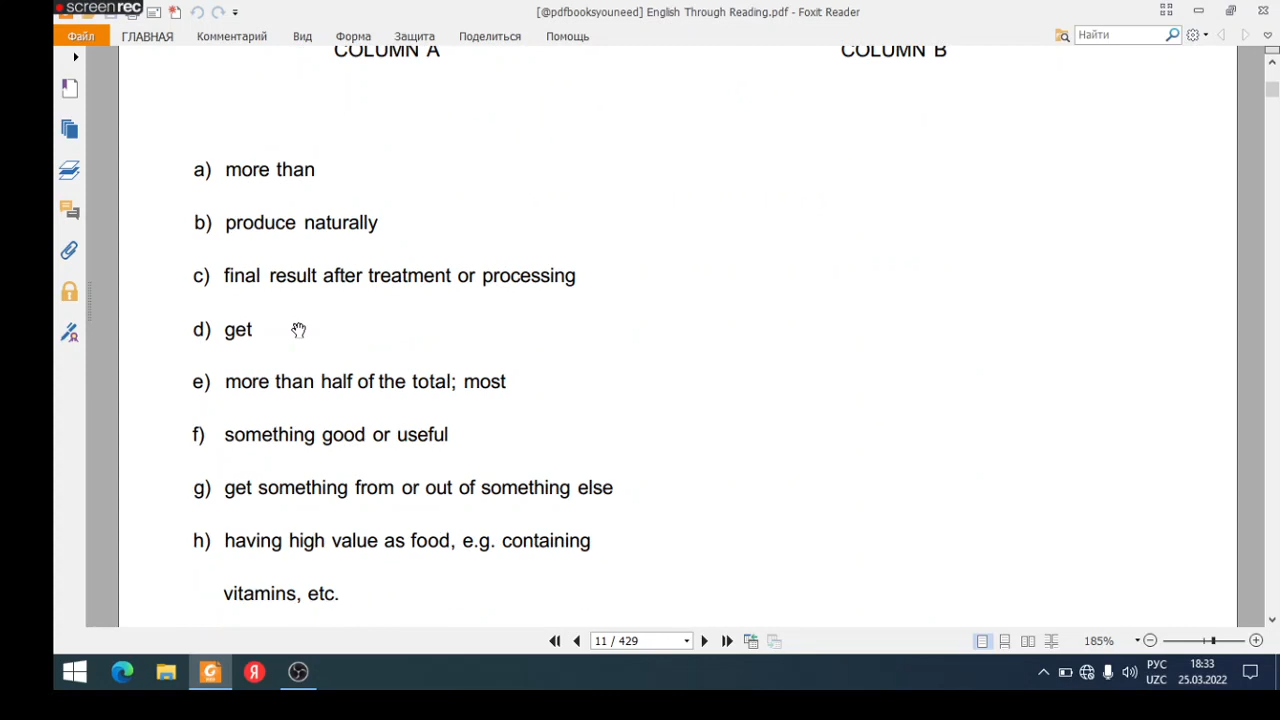 screenrec
[@pdfbooksyouneed] English Through Reading.pdf - Foxit Reader
Файл ГЛАВНАЯ Комментарий Вид Форма Защита Поделиться Помощь Найти
COLUMN A COLUMN B
a) more than
b) produce naturally
c) final result after treatment or processing
d) get
e) more than half of the total; most
f) something good or useful
g) get something from or out of something else
h) having high value as food, e.g. containing
vitamins, etc.
11 / 429 185%
РУС 18:33
UZC 25.03.2022